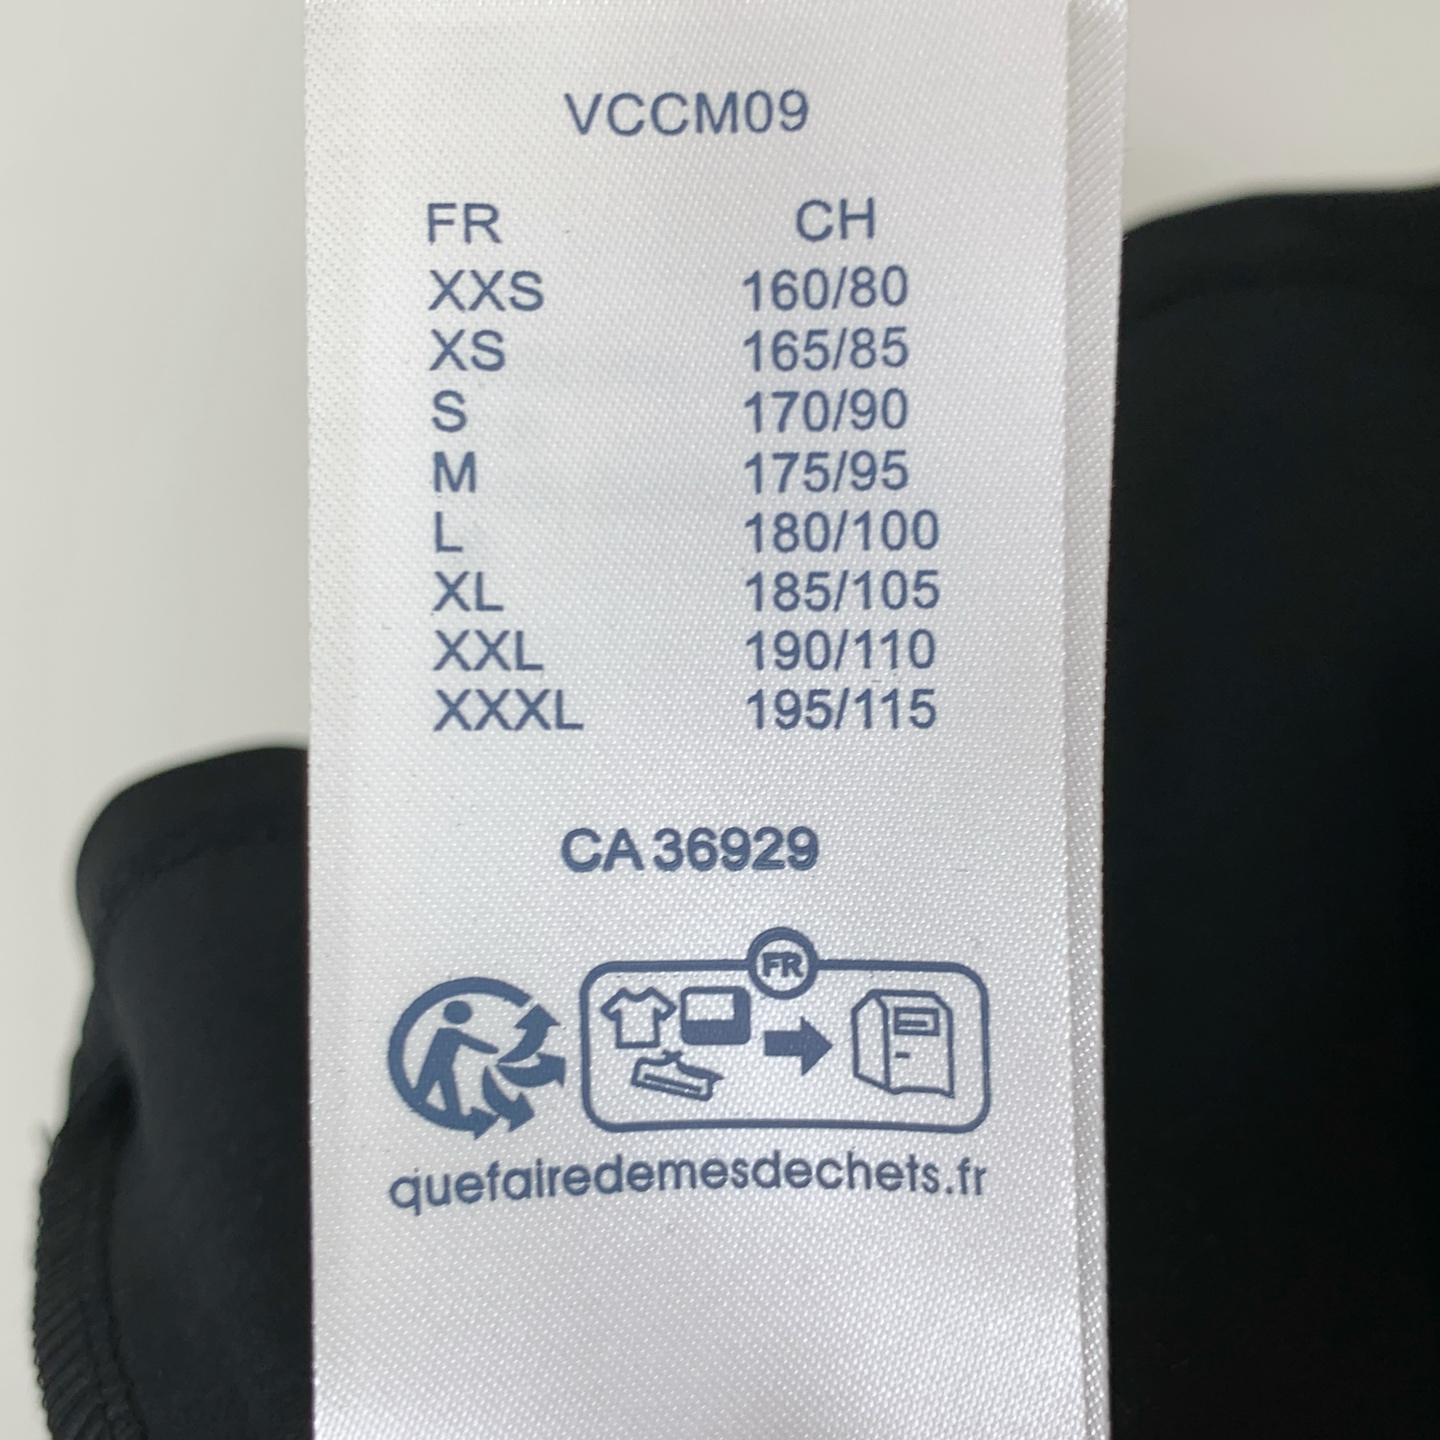 VCCM09
FR CH
XXS 160/80
XS 165/85
S 170/90
M 175/95
L 180/100
XL 185/105
XXL 190/110
XXXL 195/115
CA 36929
FR
quefairedemesdechets.fr